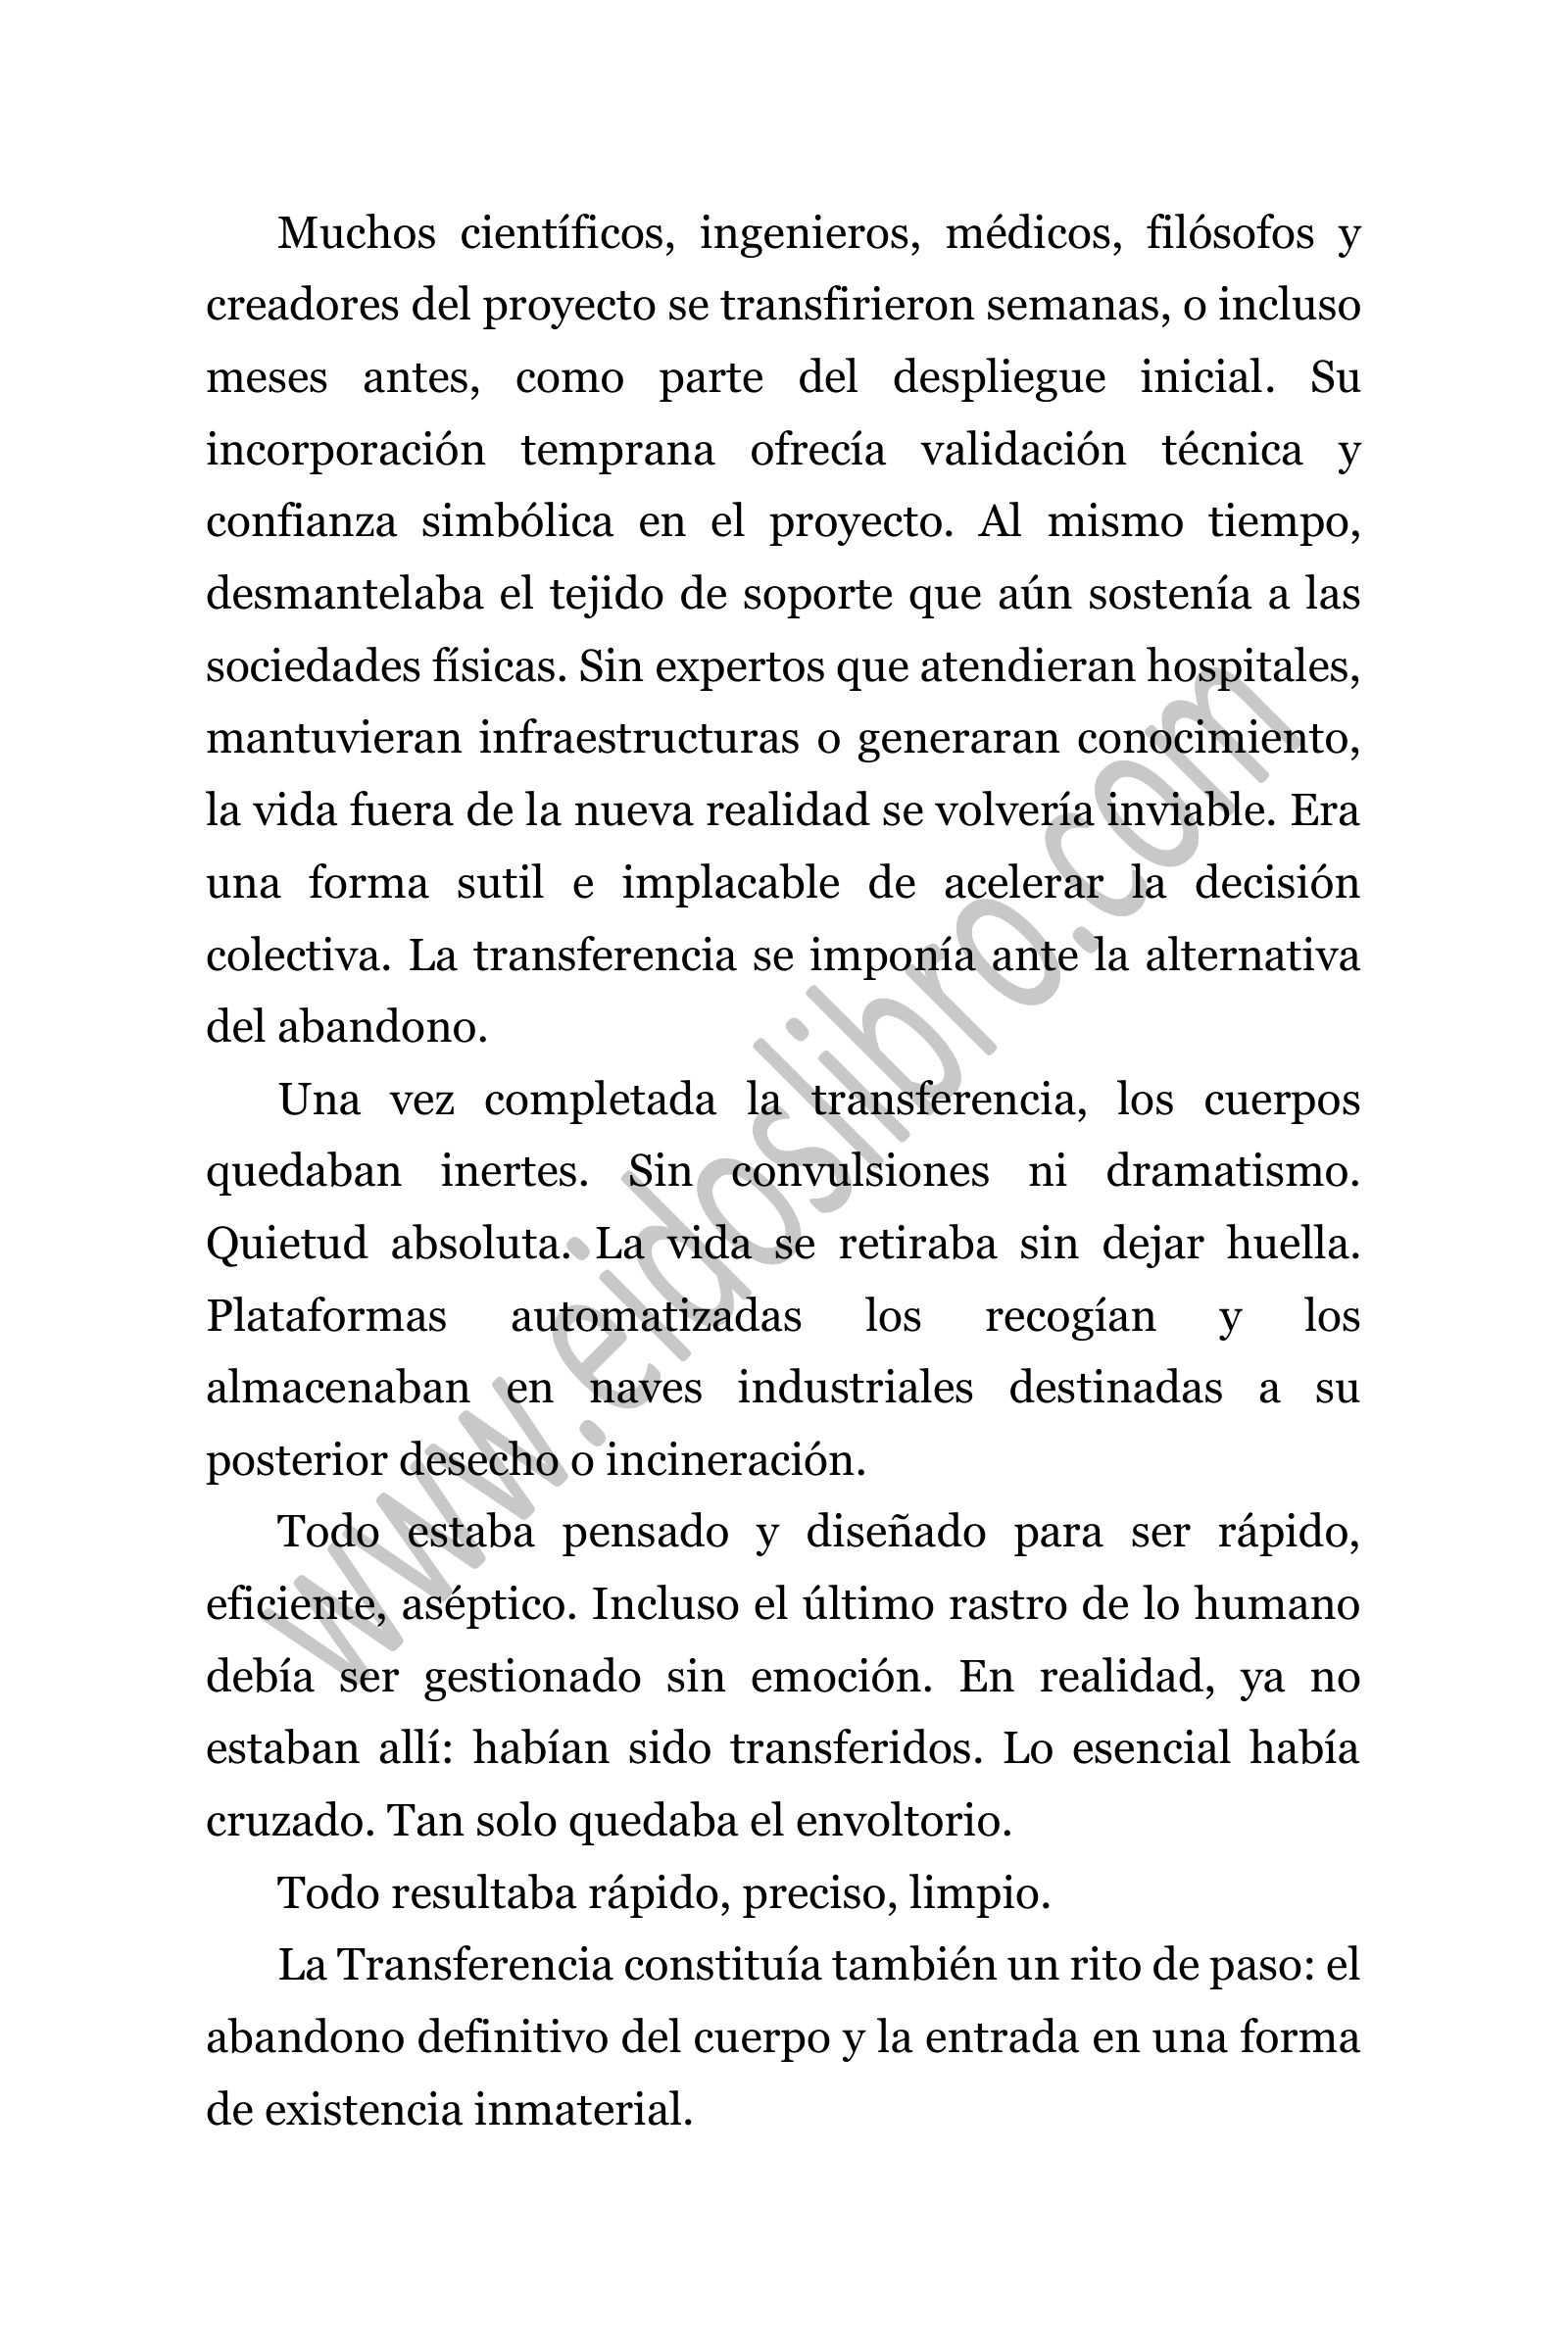 Muchos científicos, ingenieros, médicos, filósofos y
creadores del proyecto se transfirieron semanas, o incluso
meses antes, como parte del despliegue inicial. Su
incorporación temprana ofrecía validación técnica y
confianza simbólica en el proyecto. Al mismo tiempo,
desmantelaba el tejido de soporte que aún sostenía a las
sociedades físicas. Sin expertos que atendieran hospitales,
mantuvieran infraestructuras o generaran conocimiento,
la vida fuera de la nueva realidad se volvería inviable. Era
una forma sutil e implacable de acelerar la decisión
colectiva. La transferencia se imponía ante la alternativa
del abandono.
Una vez completada la transferencia, los cuerpos
quedaban inertes. Sin convulsiones ni dramatismo.
Quietud absoluta. La vida se retiraba sin dejar huella.
Plataformas automatizadas los recogían y los
almacenaban en naves industriales destinadas a su
posterior desecho o incineración.
Todo estaba pensado y diseñado para ser rápido,
eficiente, aséptico. Incluso el último rastro de lo humano
debía ser gestionado sin emoción. En realidad, ya no
estaban allí: habían sido transferidos. Lo esencial había
cruzado. Tan solo quedaba el envoltorio.
Todo resultaba rápido, preciso, limpio.
La Transferencia constituía también un rito de paso: el
abandono definitivo del cuerpo y la entrada en una forma
de existencia inmaterial.
www.eidoslibro.com